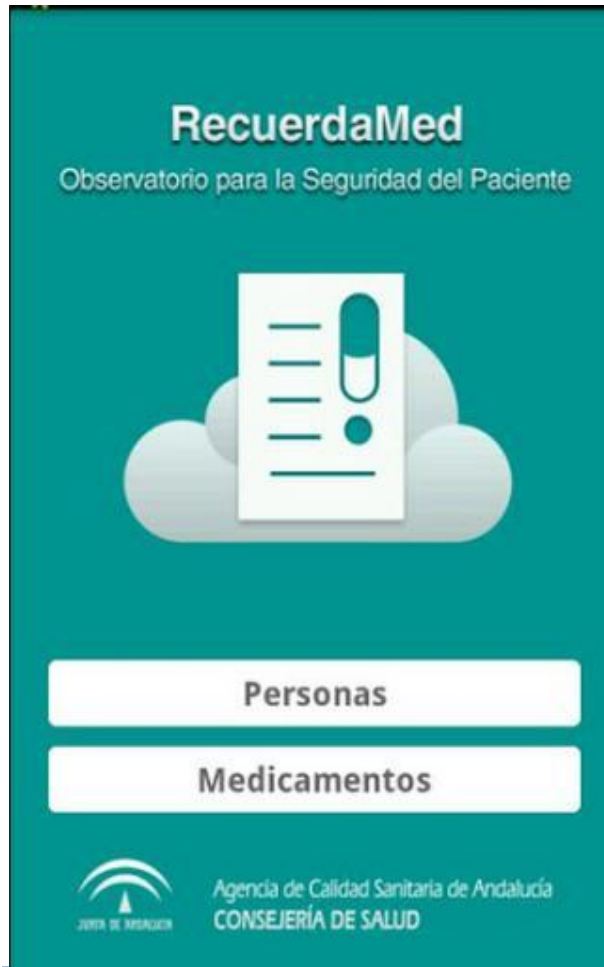 RecuerdaMed
Observatorio para la Seguridad del Paciente
Personas
Medicamentos
JUNTA DE ANDALUCIA
Agencia de Calidad Sanitaria de Andalucía
CONSEJERÍA DE SALUD